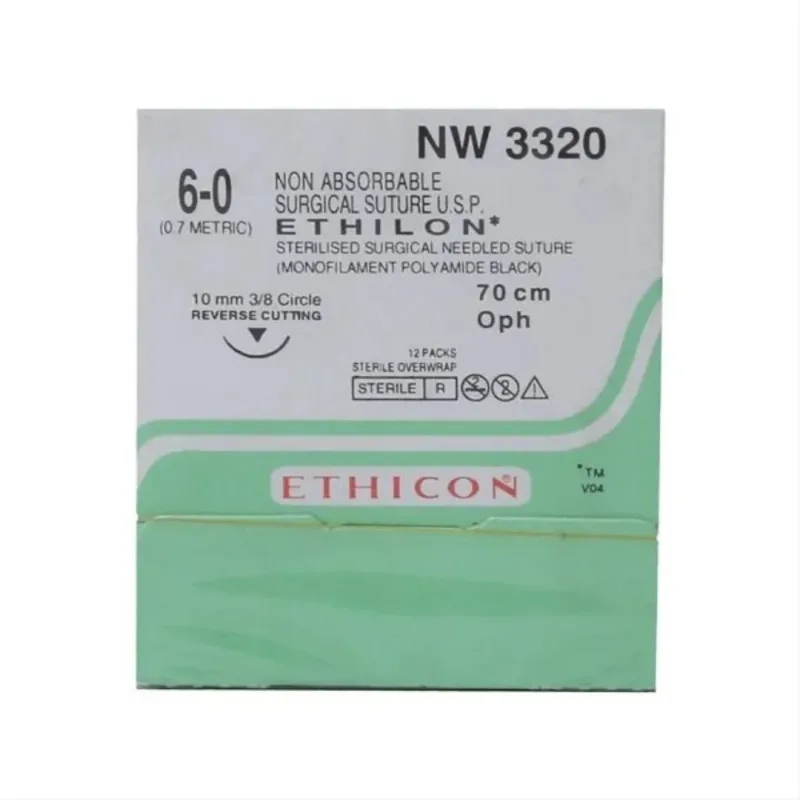 NW 3320
6-0
(0.7 METRIC)
NON ABSORBABLE
SURGICAL SUTURE U.S.P.
ETHILON*
STERILISED SURGICAL NEEDLED SUTURE
(MONOFILAMENT POLYAMIDE BLACK)
10 mm 3/8 Circle
REVERSE CUTTING
70 cm
Oph
12 PACKS
STERILE OVERWRAP
STERILE R
ETHICON®
*TM
V04